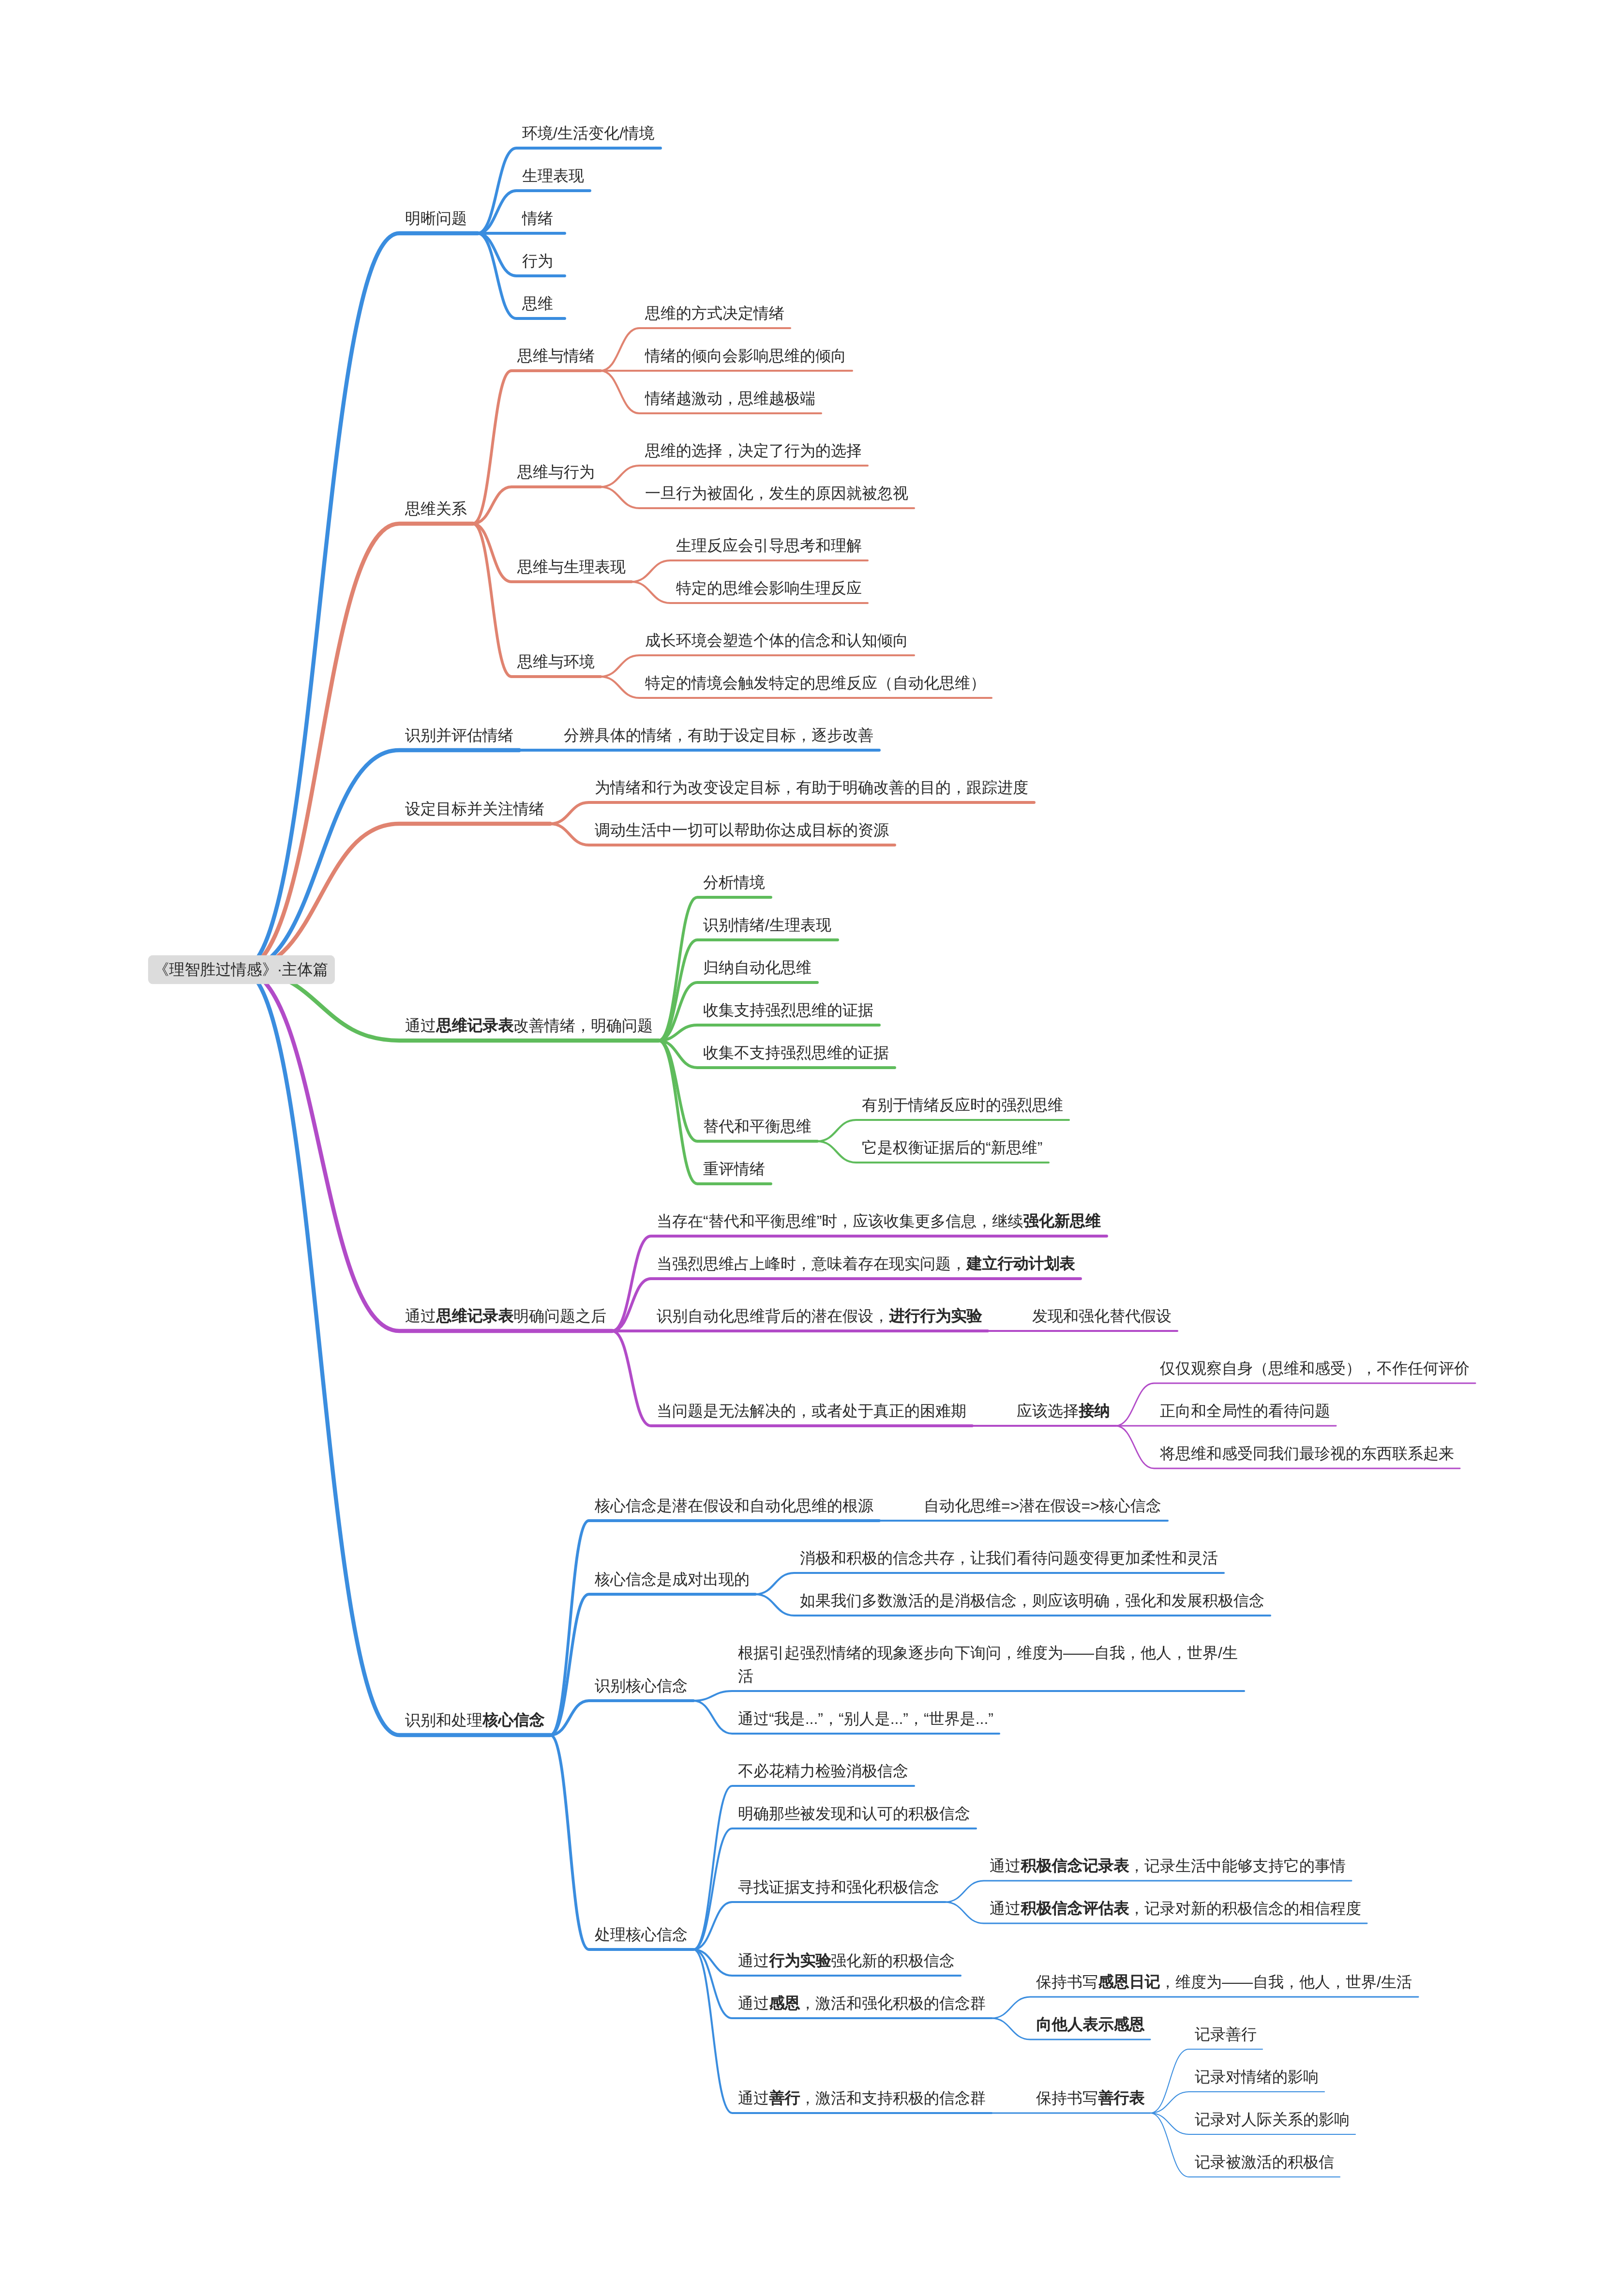 《理智胜过情感》·主体篇
明晰问题
环境/生活变化/情境
生理表现
情绪
行为
思维
思维关系
思维与情绪
思维的方式决定情绪
情绪的倾向会影响思维的倾向
情绪越激动，思维越极端
思维与行为
思维的选择，决定了行为的选择
一旦行为被固化，发生的原因就被忽视
思维与生理表现
生理反应会引导思考和理解
特定的思维会影响生理反应
思维与环境
成长环境会塑造个体的信念和认知倾向
特定的情境会触发特定的思维反应（自动化思维）
识别并评估情绪
分辨具体的情绪，有助于设定目标，逐步改善
设定目标并关注情绪
为情绪和行为改变设定目标，有助于明确改善的目的，跟踪进度
调动生活中一切可以帮助你达成目标的资源
通过思维记录表改善情绪，明确问题
分析情境
识别情绪/生理表现
归纳自动化思维
收集支持强烈思维的证据
收集不支持强烈思维的证据
替代和平衡思维
有别于情绪反应时的强烈思维
它是权衡证据后的“新思维”
重评情绪
通过思维记录表明确问题之后
当存在“替代和平衡思维”时，应该收集更多信息，继续强化新思维
当强烈思维占上峰时，意味着存在现实问题，建立行动计划表
识别自动化思维背后的潜在假设，进行行为实验
发现和强化替代假设
当问题是无法解决的，或者处于真正的困难期
应该选择接纳
仅仅观察自身（思维和感受），不作任何评价
正向和全局性的看待问题
将思维和感受同我们最珍视的东西联系起来
识别和处理核心信念
核心信念是潜在假设和自动化思维的根源
自动化思维=>潜在假设=>核心信念
核心信念是成对出现的
消极和积极的信念共存，让我们看待问题变得更加柔性和灵活
如果我们多数激活的是消极信念，则应该明确，强化和发展积极信念
识别核心信念
根据引起强烈情绪的现象逐步向下询问，维度为——自我，他人，世界/生
活
通过“我是...”，“别人是...”，“世界是...”
处理核心信念
不必花精力检验消极信念
明确那些被发现和认可的积极信念
寻找证据支持和强化积极信念
通过积极信念记录表，记录生活中能够支持它的事情
通过积极信念评估表，记录对新的积极信念的相信程度
通过行为实验强化新的积极信念
通过感恩，激活和强化积极的信念群
保持书写感恩日记，维度为——自我，他人，世界/生活
向他人表示感恩
通过善行，激活和支持积极的信念群
保持书写善行表
记录善行
记录对情绪的影响
记录对人际关系的影响
记录被激活的积极信